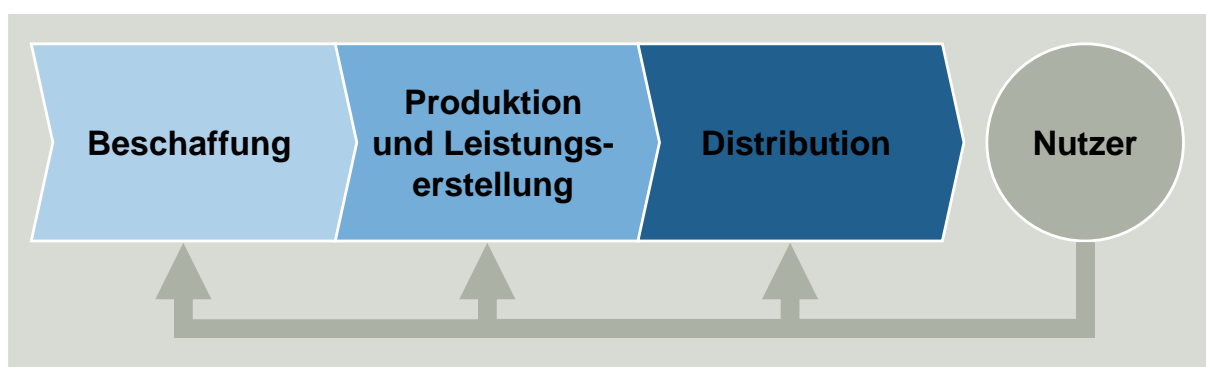 Beschaffung
Produktion
und Leistungs-
erstellung
Distribution
Nutzer